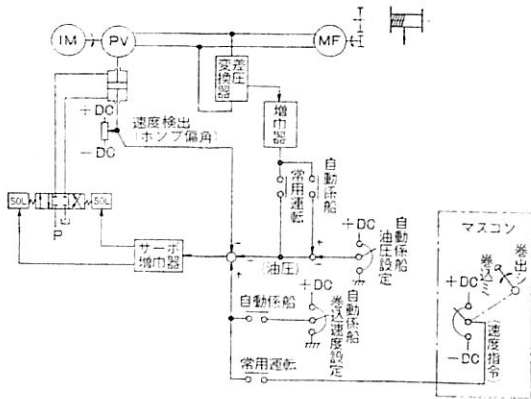 IM
PV
MF
差圧
変換器
増巾器
+DC
速度検出
(ポンプ偏角)
-DC
常用運転
自動係船
SOL
SOL
P
サーボ
増巾器
-
-
+
(油圧)
-
+
+DC
自動係船
油圧設定
マスコン
巻出シ
巻込ミ
+DC
(速度指令)
-DC
自動係船
+DC
自動係船
巻込速度設定
常用運転